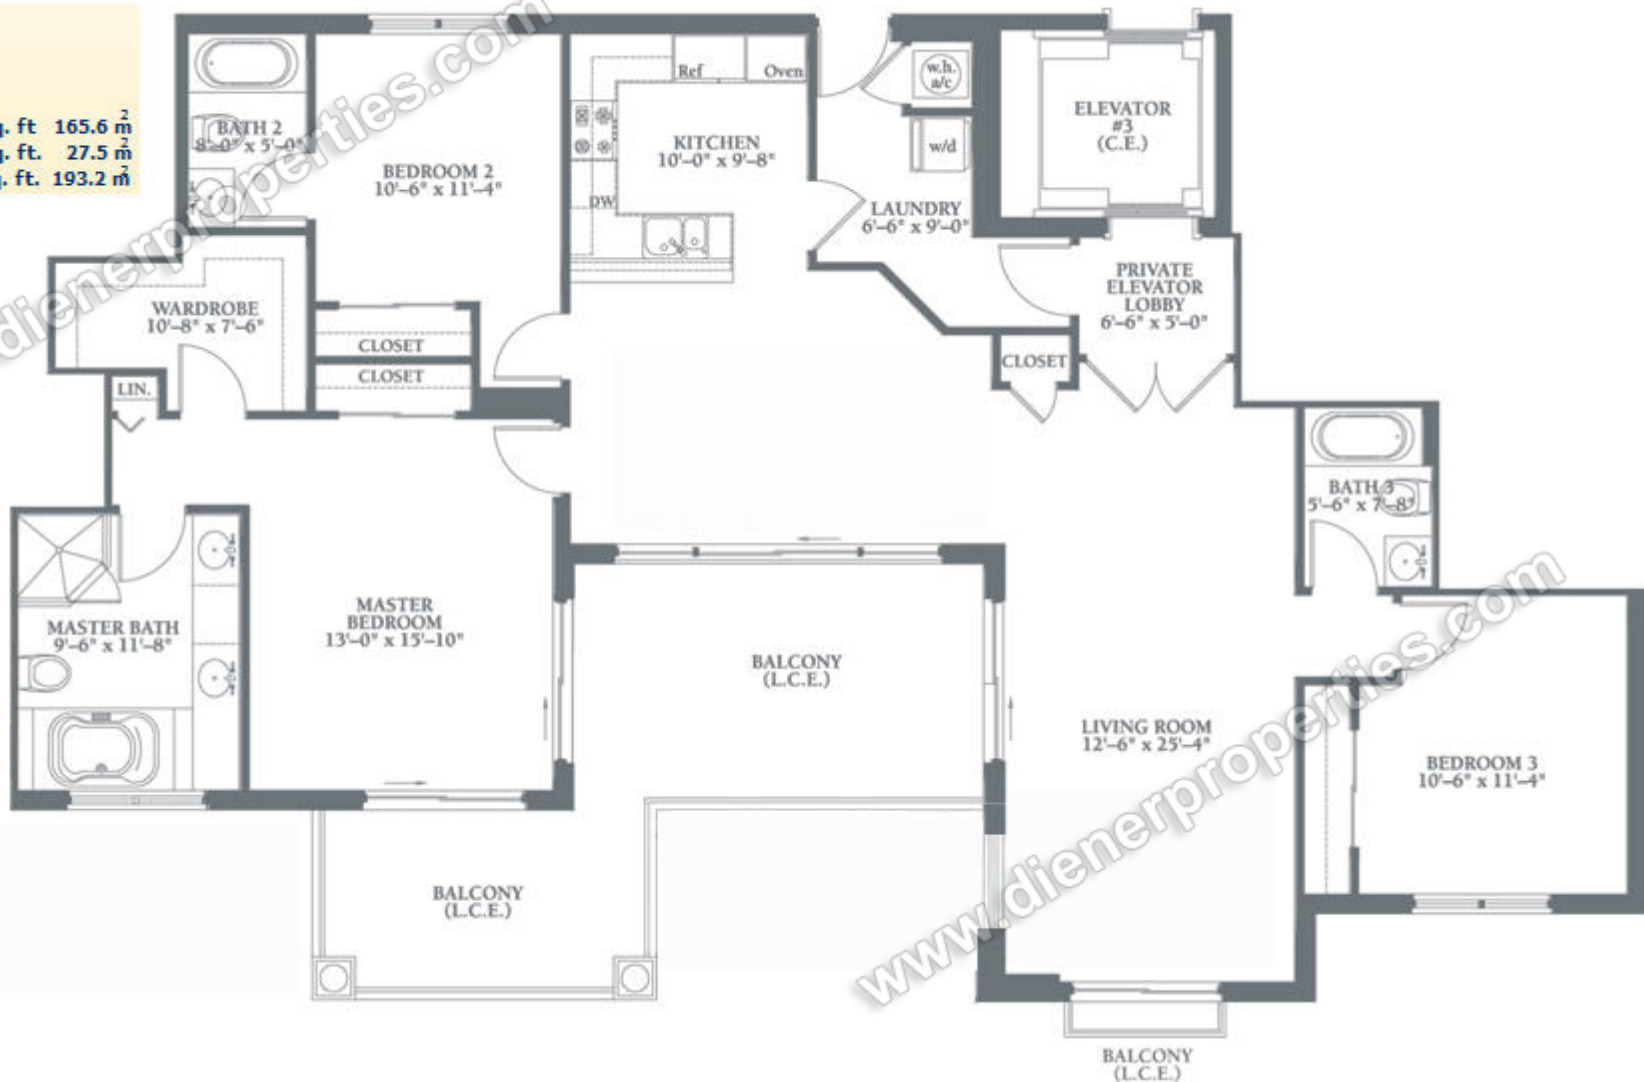 q. ft 165.6 m2
q. ft. 27.5 m2
q. ft. 193.2 m2
BATH 2
8'-0" x 5'-0"
BEDROOM 2
10'-6" x 11'-4"
Ref
Oven
KITCHEN
10'-0" x 9'-8"
DW
w.h.
a/c
w/d
LAUNDRY
6'-6" x 9'-0"
ELEVATOR
#3
(C.E.)
PRIVATE
ELEVATOR
LOBBY
6'-6" x 5'-0"
WARDROBE
10'-8" x 7'-6"
CLOSET
CLOSET
CLOSET
LIN.
BATH 3
5'-6" x 7'-8"
MASTER BATH
9'-6" x 11'-8"
MASTER
BEDROOM
13'-0" x 15'-10"
BALCONY
(L.C.E.)
LIVING ROOM
12'-6" x 25'-4"
BEDROOM 3
10'-6" x 11'-4"
BALCONY
(L.C.E.)
BALCONY
(L.C.E.)
dienerproperties.com
www.dienerproperties.com